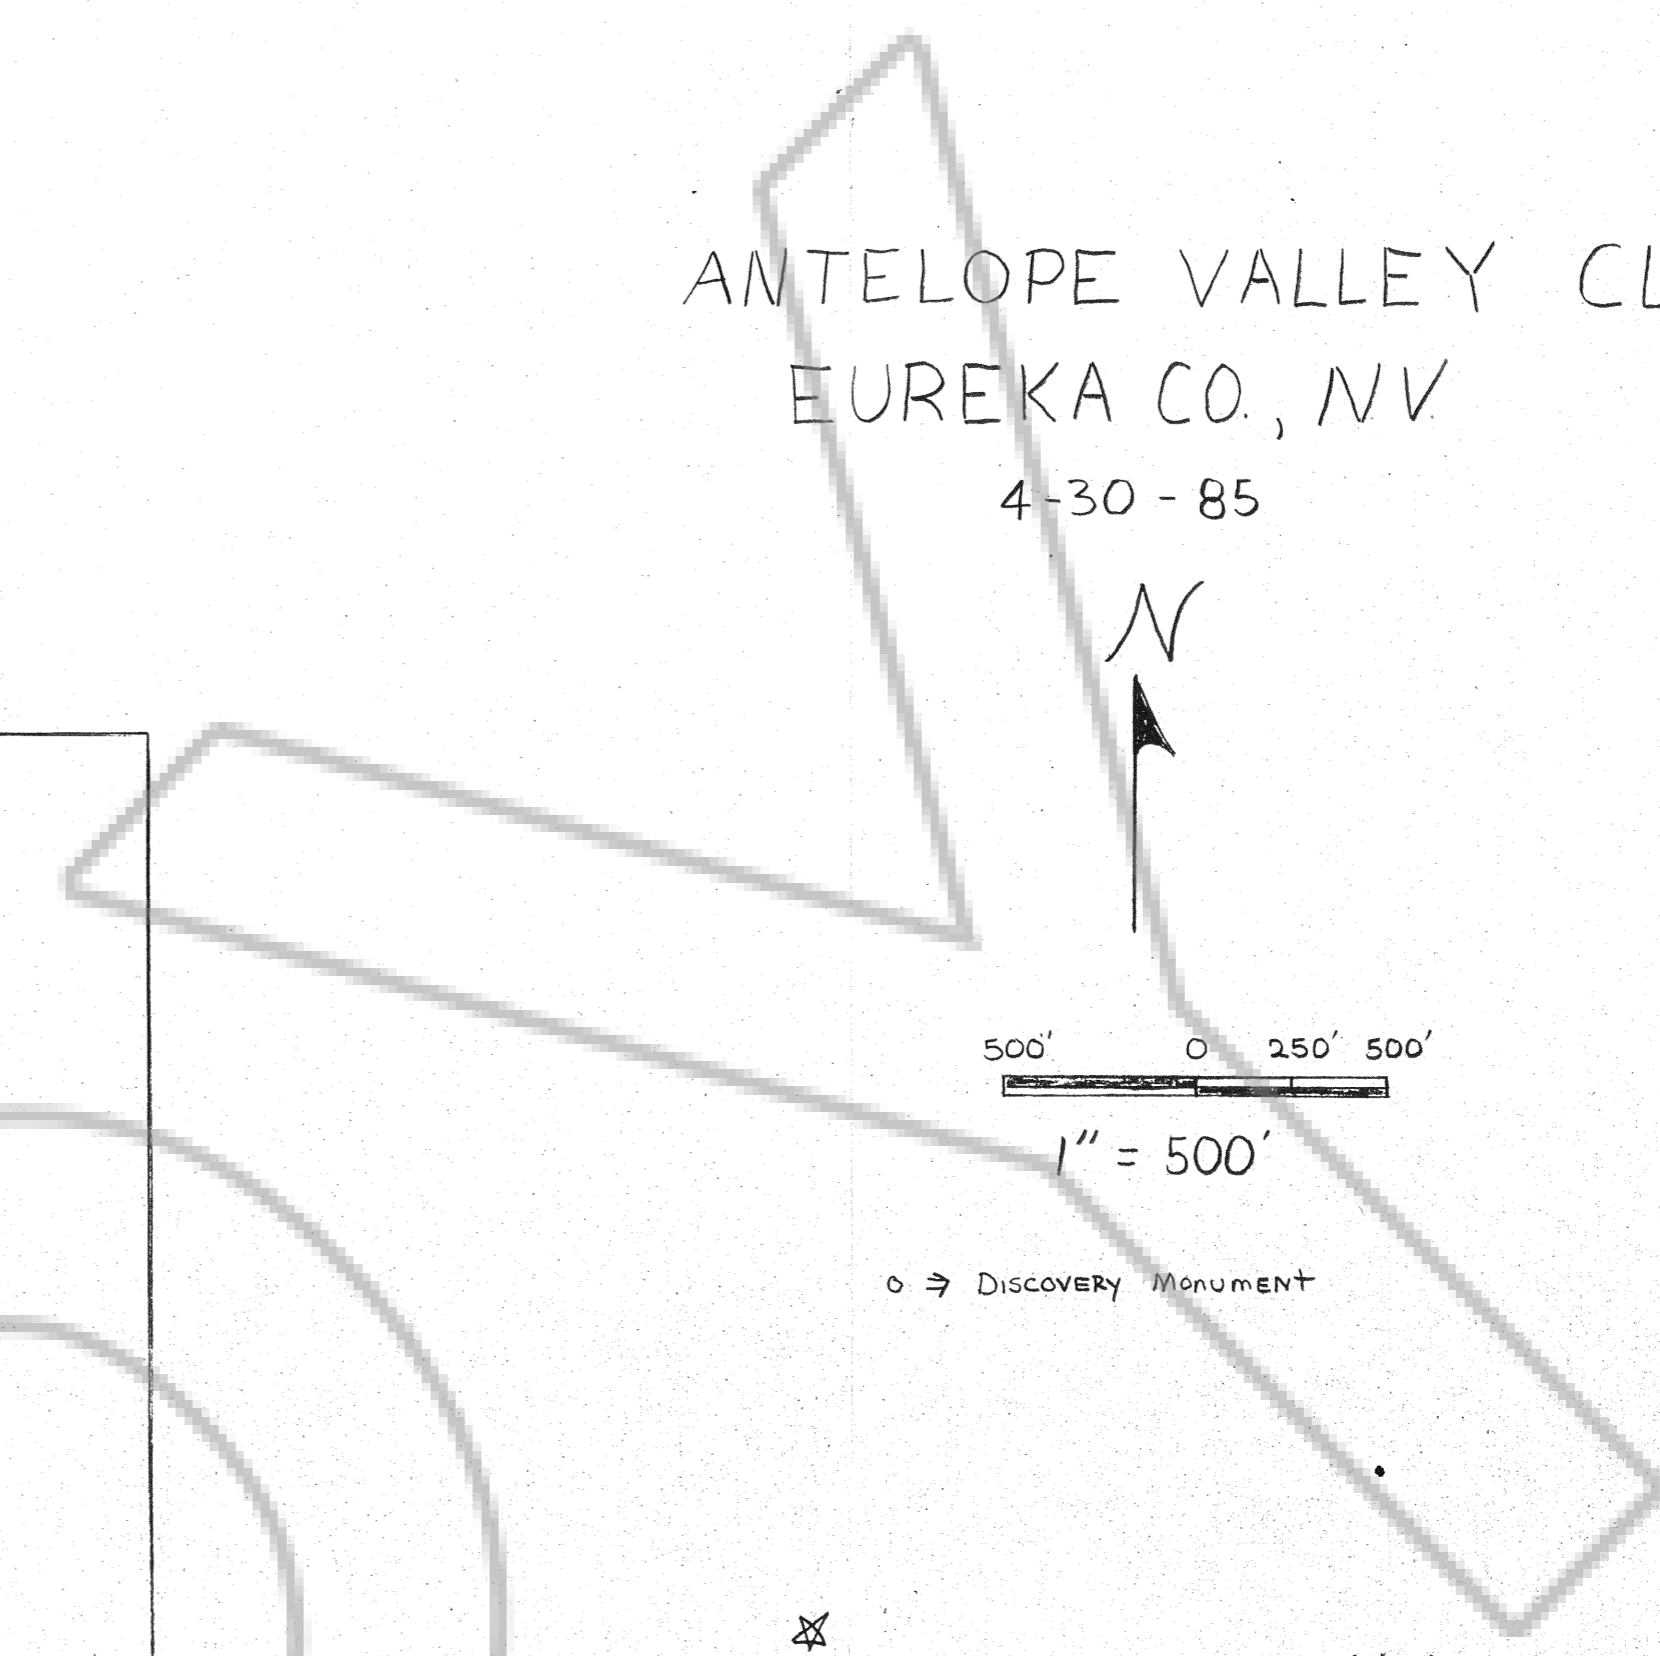 ANTELOPE VALLEY CL
EUREKA CO., NV.
4-30-85
N
500' 0 250' 500'
1" = 500'
o ⇒ DISCOVERY MONUMENT